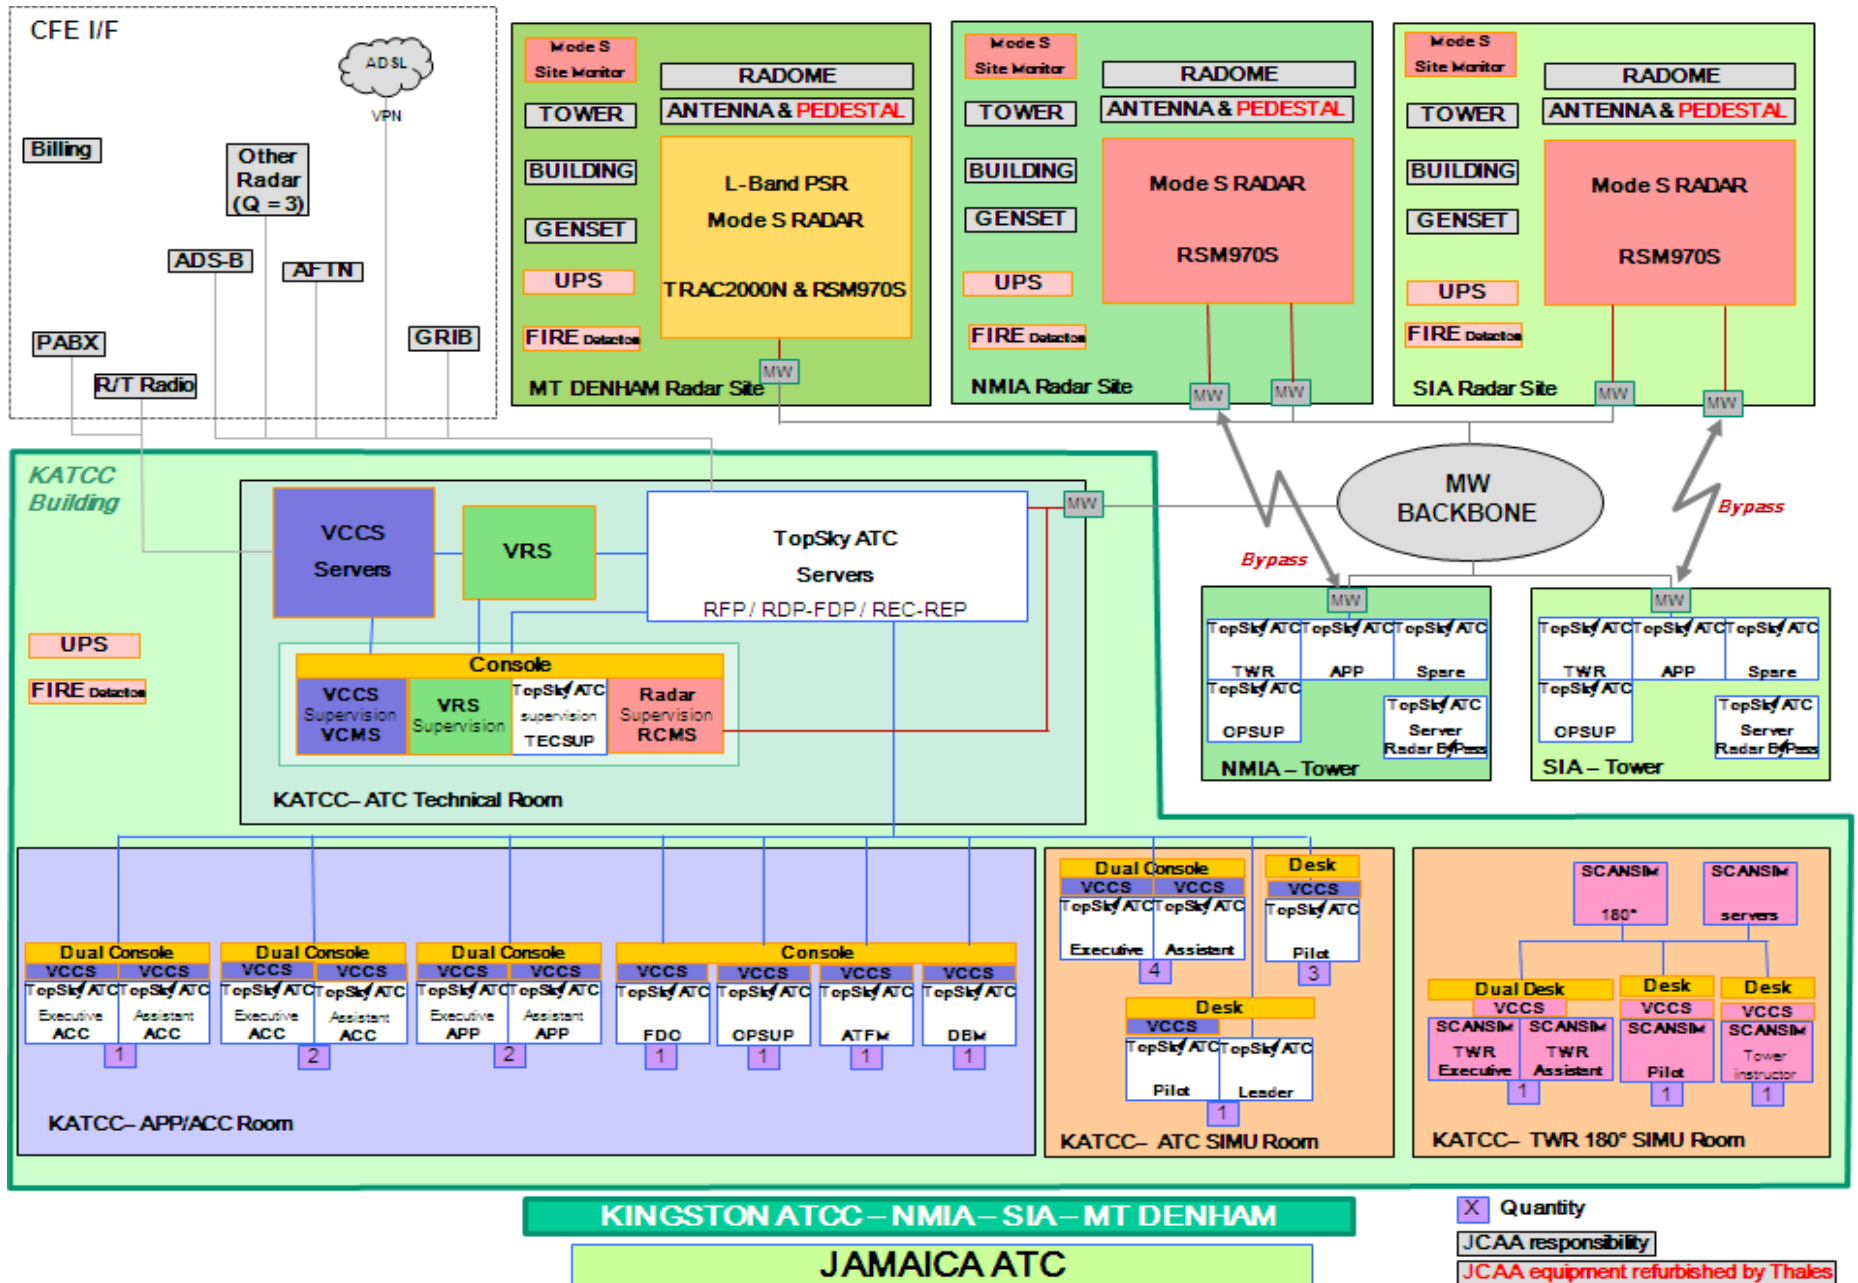 CFE I/F
ADSL
VPN
Billing
Other
Radar
(Q = 3)
ADS-B
AFTN
PABX
GRIB
R/T Radio
Mode S
Site Monitor
RADOME
TOWER
ANTENNA & PEDESTAL
BUILDING
L-Band PSR
Mode S RADAR
GENSET
UPS
TRAC2000N & RSM970S
FIRE Detection
MW
MT DENHAM Radar Site
Mode S
Site Monitor
RADOME
TOWER
ANTENNA & PEDESTAL
BUILDING
Mode S RADAR
GENSET
RSM970S
UPS
FIRE Detection
NMIA Radar Site
MW
MW
Mode S
Site Monitor
RADOME
TOWER
ANTENNA & PEDESTAL
BUILDING
Mode S RADAR
GENSET
RSM970S
UPS
FIRE Detection
SIA Radar Site
MW
MW
KATCC
Building
VCCS
Servers
VRS
TopSky ATC
Servers
RFP / RDP-FDP / REC-REP
MW
MW
BACKBONE
Bypass
Bypass
UPS
FIRE Detection
Console
VCCS
Supervision
VCMS
VRS
Supervision
TopSky ATC
supervision
TECSUP
Radar
Supervision
RCMS
KATCC– ATC Technical Room
MW
TopSky ATC
TWR
TopSky ATC
APP
TopSky ATC
Spare
TopSky ATC
OPSUP
TopSky ATC
Server
Radar ByPass
NMIA – Tower
MW
TopSky ATC
TWR
TopSky ATC
APP
TopSky ATC
Spare
TopSky ATC
OPSUP
TopSky ATC
Server
Radar ByPass
SIA – Tower
Dual Console
VCCS
VCCS
TopSky ATC
Executive
ACC
TopSky ATC
Assistant
ACC
1
Dual Console
VCCS
VCCS
TopSky ATC
Executive
ACC
TopSky ATC
Assistant
ACC
2
Dual Console
VCCS
VCCS
TopSky ATC
Executive
APP
TopSky ATC
Assistant
APP
2
Console
VCCS
VCCS
VCCS
VCCS
TopSky ATC
FDO
1
TopSky ATC
OPSUP
1
TopSky ATC
ATFM
1
TopSky ATC
DBM
1
KATCC– APP/ACC Room
Dual Console
VCCS
VCCS
TopSky ATC
Executive
TopSky ATC
Assistant
4
Desk
VCCS
TopSky ATC
Pilot
3
Desk
VCCS
TopSky ATC
Pilot
TopSky ATC
Leader
1
KATCC– ATC SIMU Room
SCANSIM
180°
SCANSIM
servers
Dual Desk
VCCS
SCANSIM
TWR
Executive
SCANSIM
TWR
Assistant
1
Desk
VCCS
SCANSIM
Pilot
1
Desk
VCCS
SCANSIM
Tower
instructor
1
KATCC– TWR 180° SIMU Room
KINGSTON ATCC – NMIA – SIA – MT DENHAM
JAMAICA ATC
X Quantity
JCAA responsibility
JCAA equipment refurbished by Thales